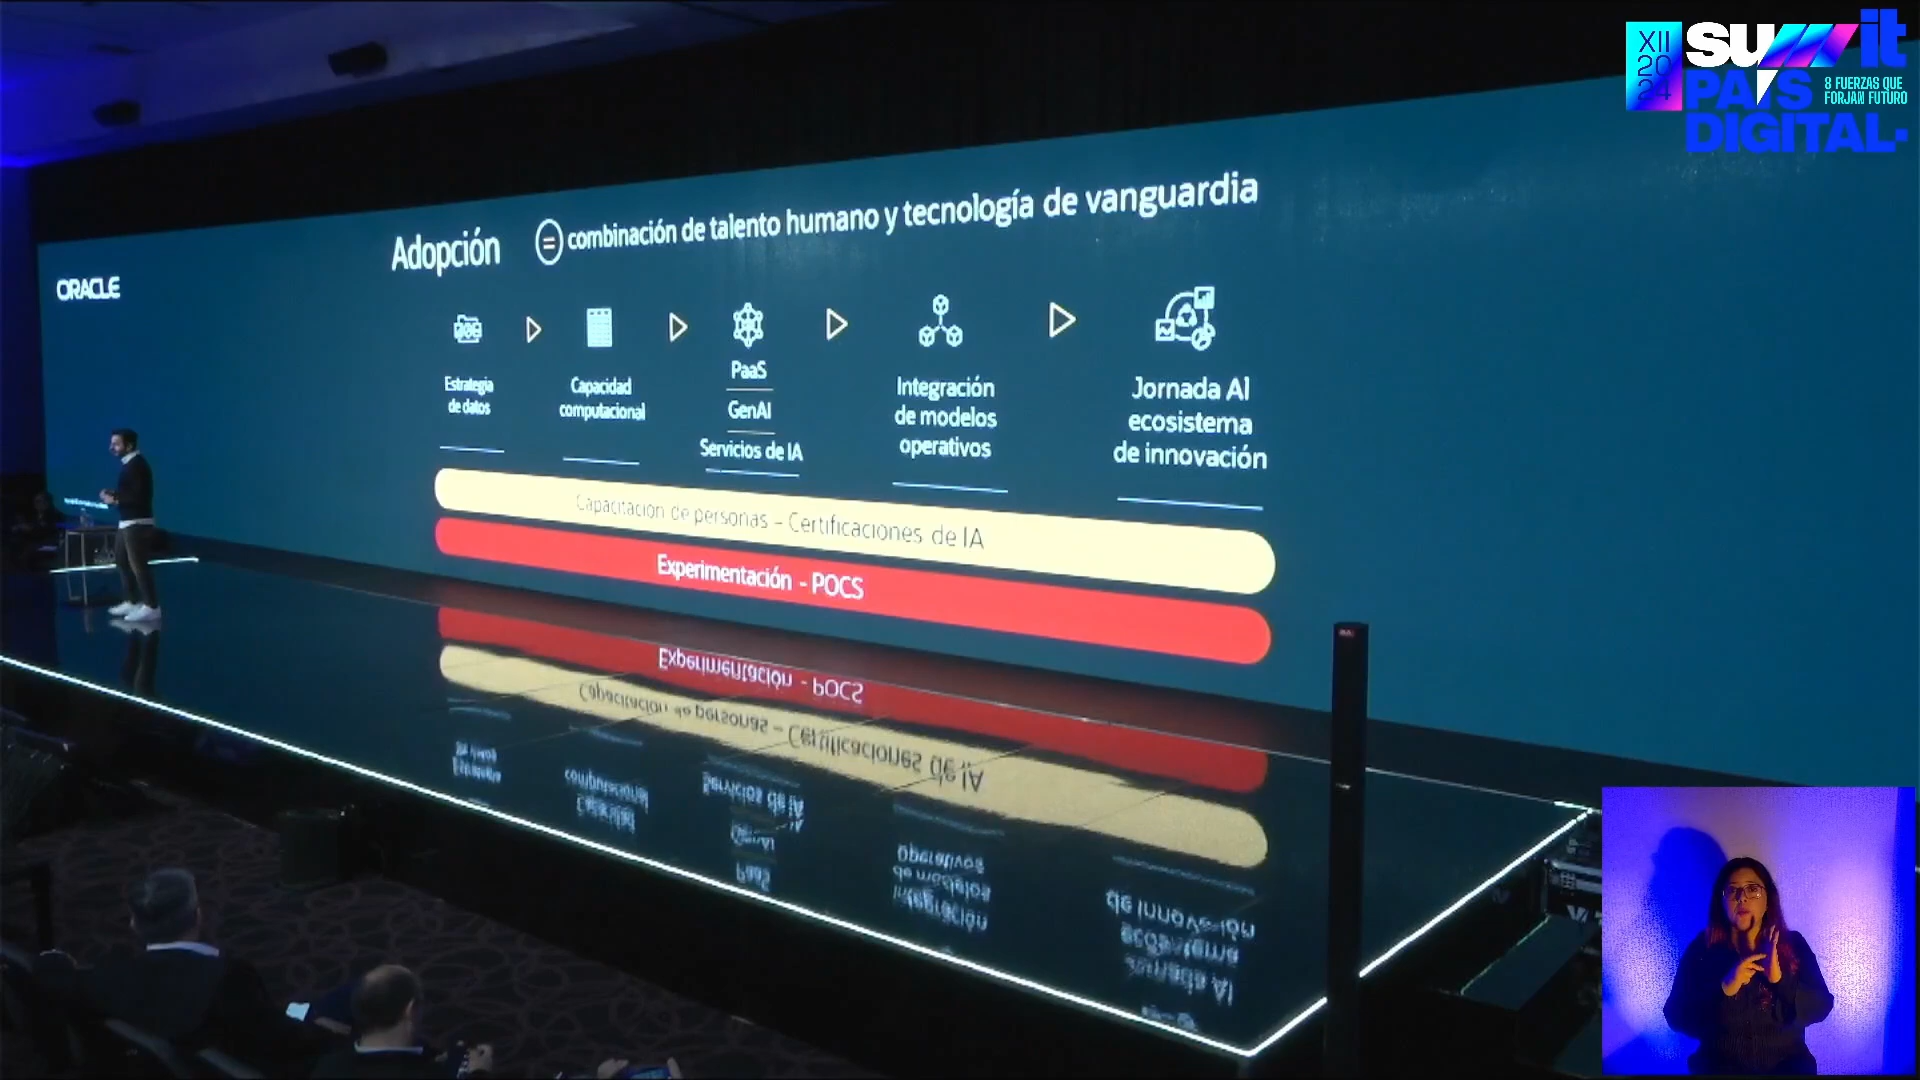 XII
20
24
summit
PAÍS
DIGITAL
8 FUERZAS QUE
FORJAN FUTURO
ORACLE
Adopción = combinación de talento humano y tecnología de vanguardia
Estrategia
de datos
Capacidad
computacional
PaaS
GenAI
Servicios de IA
Integración
de modelos
operativos
Jornada AI
ecosistema
de innovación
Capacitación de personas – Certificaciones de IA
Experimentación - POCS